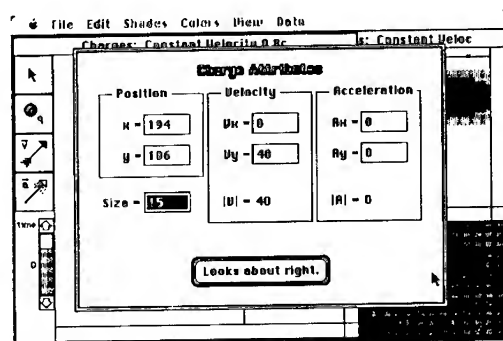 File Edit Shades Colors View Data
Charges: Constant Velocity
s: Constant Veloc
Charge Attributes
Position
x = 194
y = 106
Size = 15
Velocity
Vx = 0
Vy = 40
|V| = 40
Acceleration
Ax = 0
Ay = 0
|A| = 0
Looks about right.
q
v
a
time
0